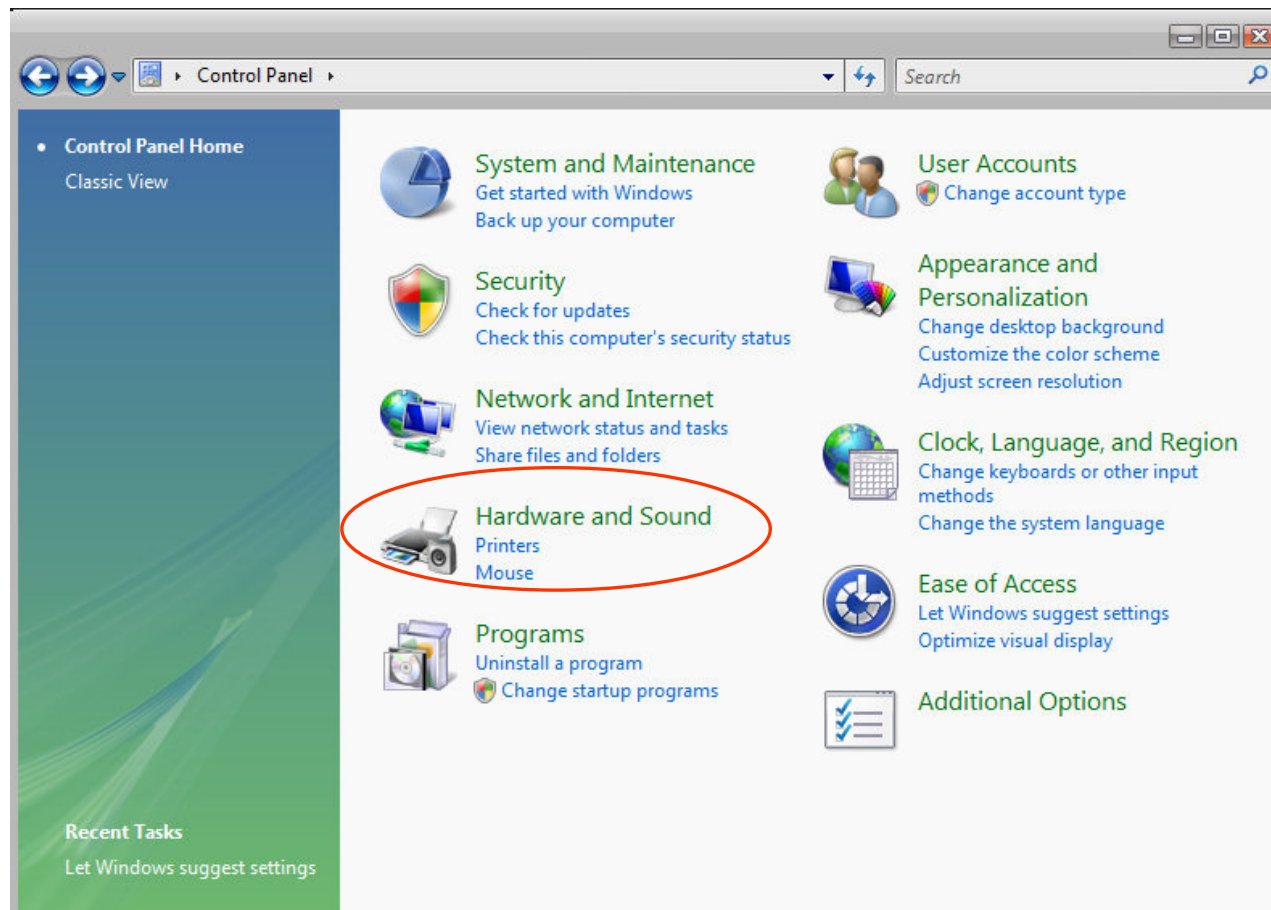 Control Panel
Search
Control Panel Home
Classic View
System and Maintenance
Get started with Windows
Back up your computer
Security
Check for updates
Check this computer's security status
Network and Internet
View network status and tasks
Share files and folders
Hardware and Sound
Printers
Mouse
Programs
Uninstall a program
Change startup programs
User Accounts
Change account type
Appearance and
Personalization
Change desktop background
Customize the color scheme
Adjust screen resolution
Clock, Language, and Region
Change keyboards or other input
methods
Change the system language
Ease of Access
Let Windows suggest settings
Optimize visual display
Additional Options
Recent Tasks
Let Windows suggest settings